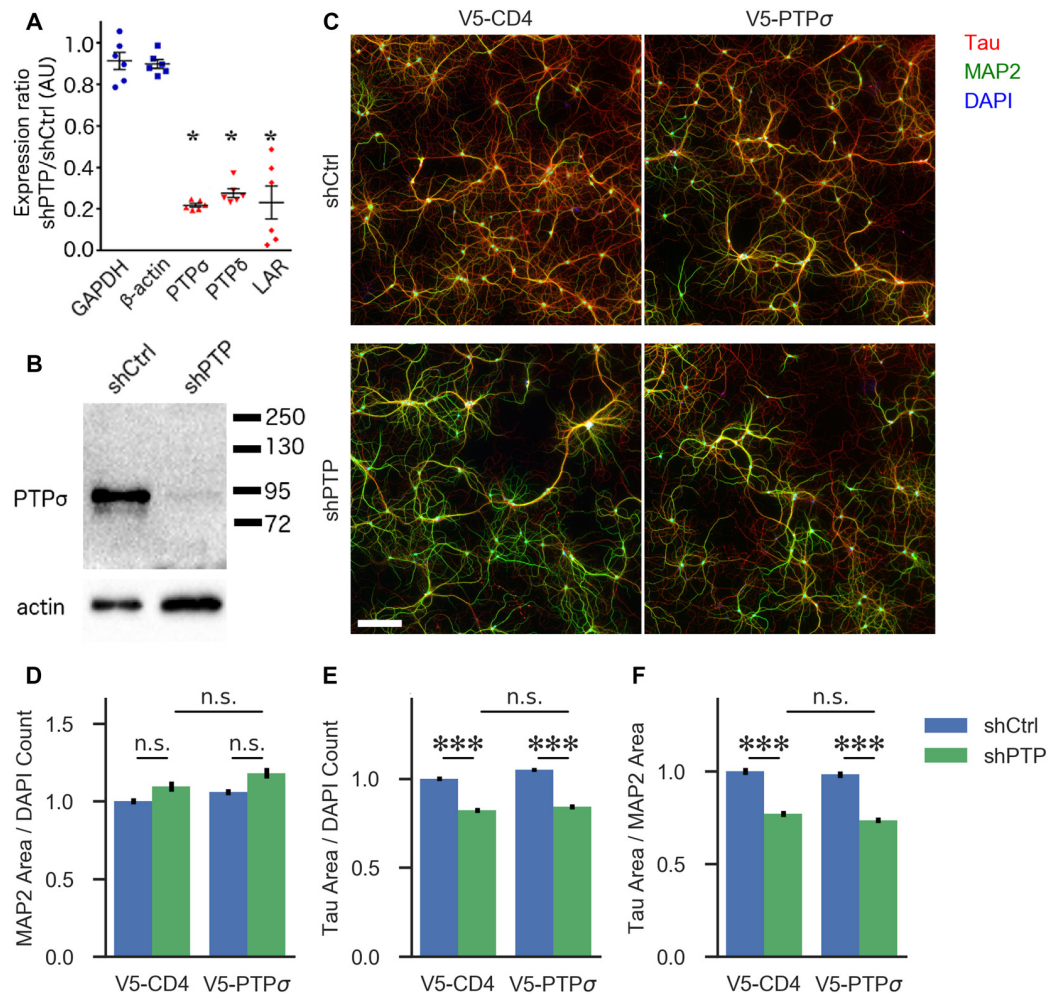 A
Expression ratio
shPTP/shCtrl (AU)
1.0
0.8
0.6
0.4
0.2
0.0
* * *
GAPDH
β-actin
PTPσ
PTPδ
LAR
B
shCtrl
shPTP
PTPσ
250
130
95
72
actin
C
V5-CD4
V5-PTPσ
Tau
MAP2
DAPI
shCtrl
shPTP
D
MAP2 Area / DAPI Count
1.5
1.0
0.5
0.0
n.s.
n.s.
n.s.
V5-CD4
V5-PTPσ
E
Tau Area / DAPI Count
1.0
0.5
0.0
n.s.
***
***
V5-CD4
V5-PTPσ
F
Tau Area / MAP2 Area
1.0
0.5
0.0
n.s.
***
***
V5-CD4
V5-PTPσ
shCtrl
shPTP